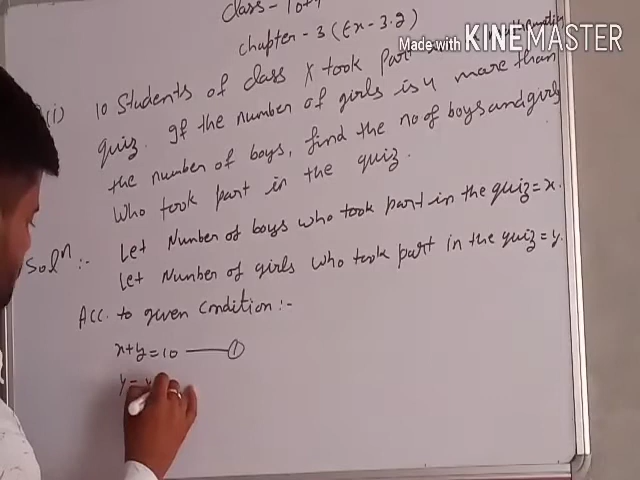 Class - 10th
Made with KINEMASTER
chapter - 3 (Ex - 3.2)
(i) 10 Students of class X took part
quiz. If the number of girls is 4 more than
the number of boys, find the no of boys and girls
who took part in the quiz.
Solⁿ :- Let Number of boys who took part in the quiz = x.
Let Number of girls who took part in the quiz = y.
Acc. to given Condition :-
x+y = 10 —— ①
y =